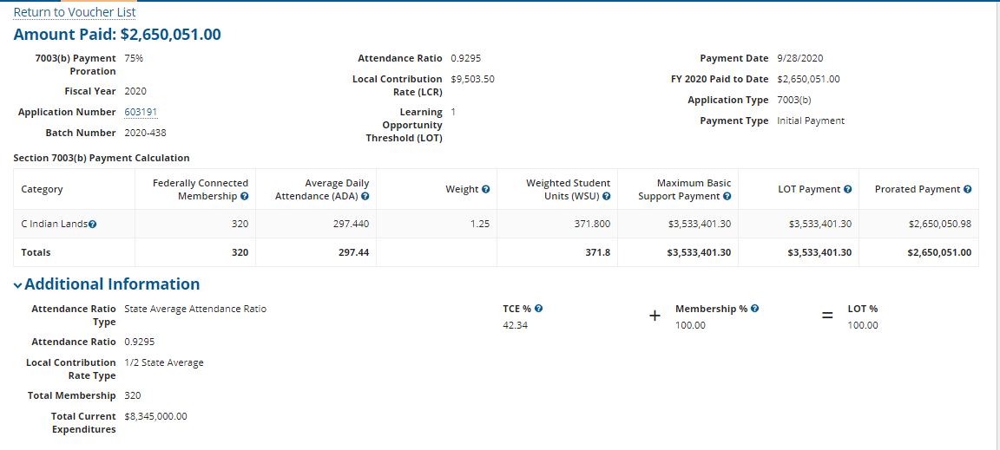 Return to Voucher List
Amount Paid: $2,650,051.00
7003(b) Payment Proration 75%
Fiscal Year 2020
Application Number 603191
Batch Number 2020-438
Attendance Ratio 0.9295
Local Contribution Rate (LCR) $9,503.50
Learning Opportunity Threshold (LOT) 1
Payment Date 9/28/2020
FY 2020 Paid to Date $2,650,051.00
Application Type 7003(b)
Payment Type Initial Payment
Section 7003(b) Payment Calculation
Category Federally Connected Membership Average Daily Attendance (ADA) Weight Weighted Student Units (WSU) Maximum Basic Support Payment LOT Payment Prorated Payment
C Indian Lands 320 297.440 1.25 371.800 $3,533,401.30 $3,533,401.30 $2,650,050.98
Totals 320 297.44 371.8 $3,533,401.30 $3,533,401.30 $2,650,051.00
Additional Information
Attendance Ratio Type State Average Attendance Ratio
Attendance Ratio 0.9295
Local Contribution Rate Type 1/2 State Average
Total Membership 320
Total Current Expenditures $8,345,000.00
TCE % + Membership % = LOT %
42.34 100.00 100.00